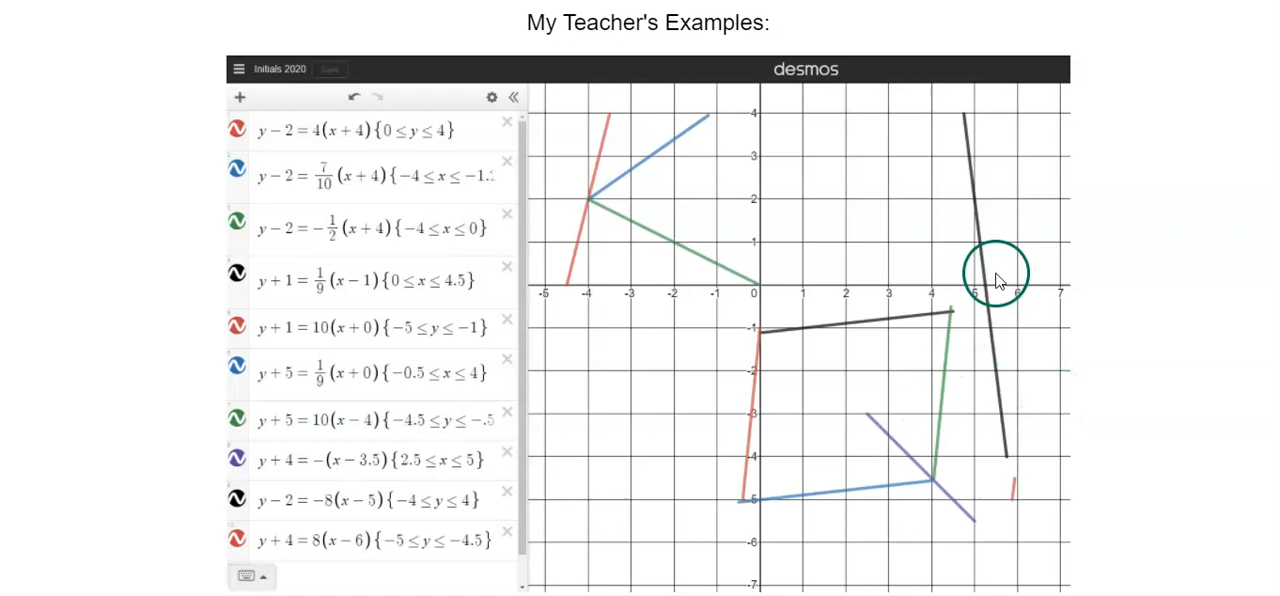 My Teacher's Examples:
Initials 2020
Save
desmos
y − 2 = 4(x + 4){0 ≤ y ≤ 4}
y − 2 = 7/10 (x + 4){−4 ≤ x ≤ −1.
y − 2 = −1/2 (x + 4){−4 ≤ x ≤ 0}
y + 1 = 1/9 (x − 1){0 ≤ x ≤ 4.5}
y + 1 = 10(x + 0){−5 ≤ y ≤ −1}
y + 5 = 1/9 (x + 0){−0.5 ≤ x ≤ 4}
y + 5 = 10(x − 4){−4.5 ≤ y ≤ −.5
y + 4 = −(x − 3.5){2.5 ≤ x ≤ 5}
y − 2 = −8(x − 5){−4 ≤ y ≤ 4}
y + 4 = 8(x − 6){−5 ≤ y ≤ −4.5}
4
3
2
1
-5 -4 -3 -2 -1 0 1 2 3 4 5 6 7
-1
-2
-3
-4
-5
-6
-7